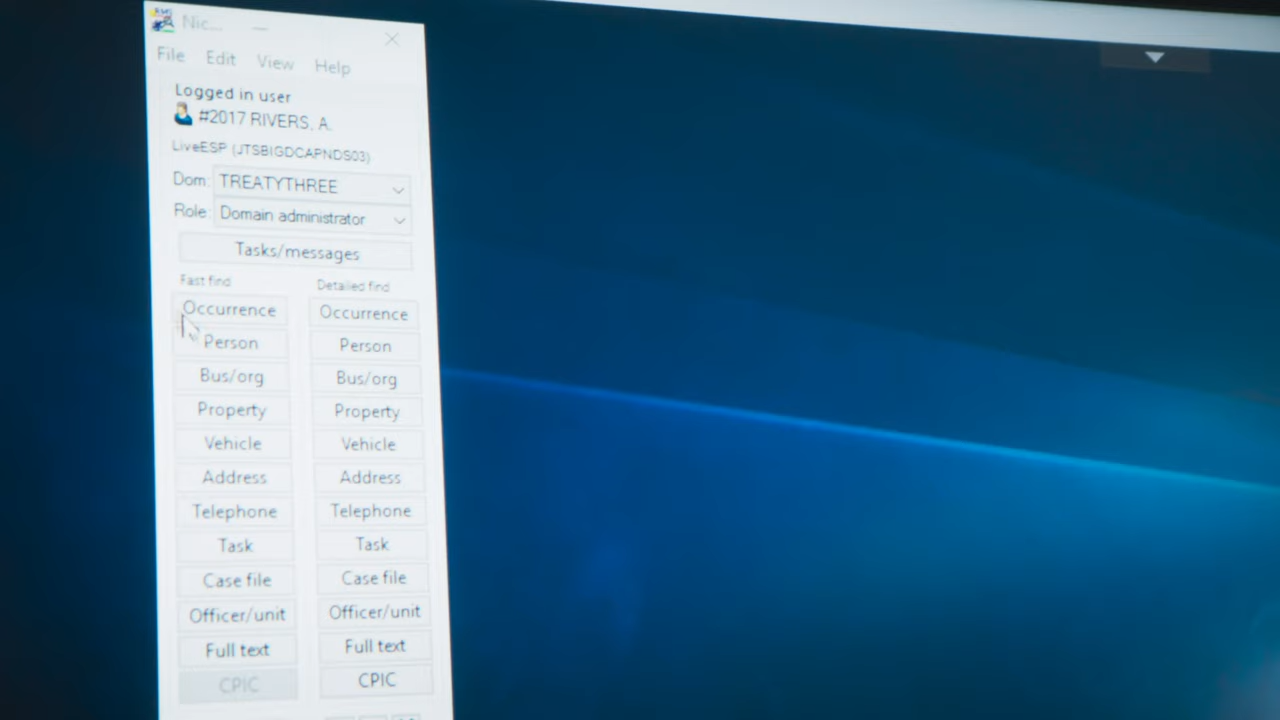 Nic...
File Edit View Help
Logged in user
#2017 RIVERS, A.
LiveESP (JTSBIGDCAPNDS03)
Dom: TREATYTHREE
Role: Domain administrator
Tasks/messages
Fast find Detailed find
Occurrence Occurrence
Person Person
Bus/org Bus/org
Property Property
Vehicle Vehicle
Address Address
Telephone Telephone
Task Task
Case file Case file
Officer/unit Officer/unit
Full text Full text
CPIC CPIC